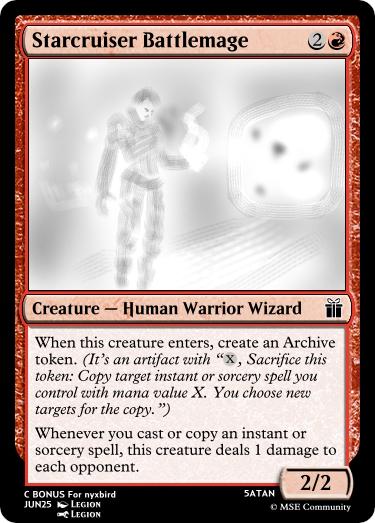 Starcruiser Battlemage 2
Creature — Human Warrior Wizard
When this creature enters, create an Archive
token. (It's an artifact with “X, Sacrifice this
token: Copy target instant or sorcery spell you
control with mana value X. You choose new
targets for the copy.”)
Whenever you cast or copy an instant or
sorcery spell, this creature deals 1 damage to
each opponent.
2/2
C BONUS For nyxbird 5ATAN
JUN25 Legion © MSE Community
Legion